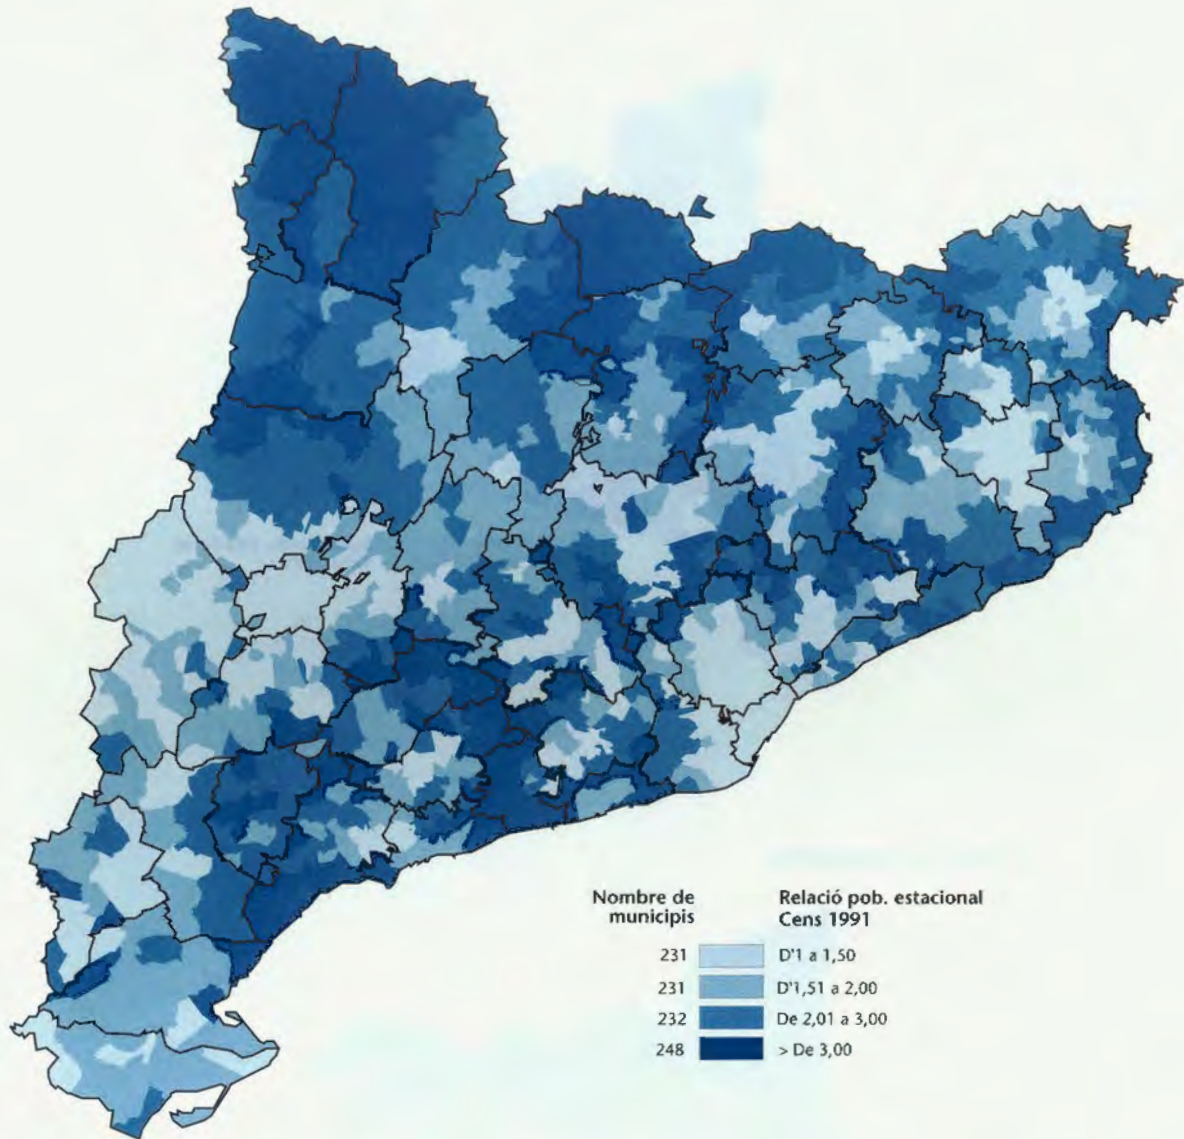 Nombre de
municipis
Relació pob. estacional
Cens 1991
231 D'1 a 1,50
231 D'1,51 a 2,00
232 De 2,01 a 3,00
248 > De 3,00